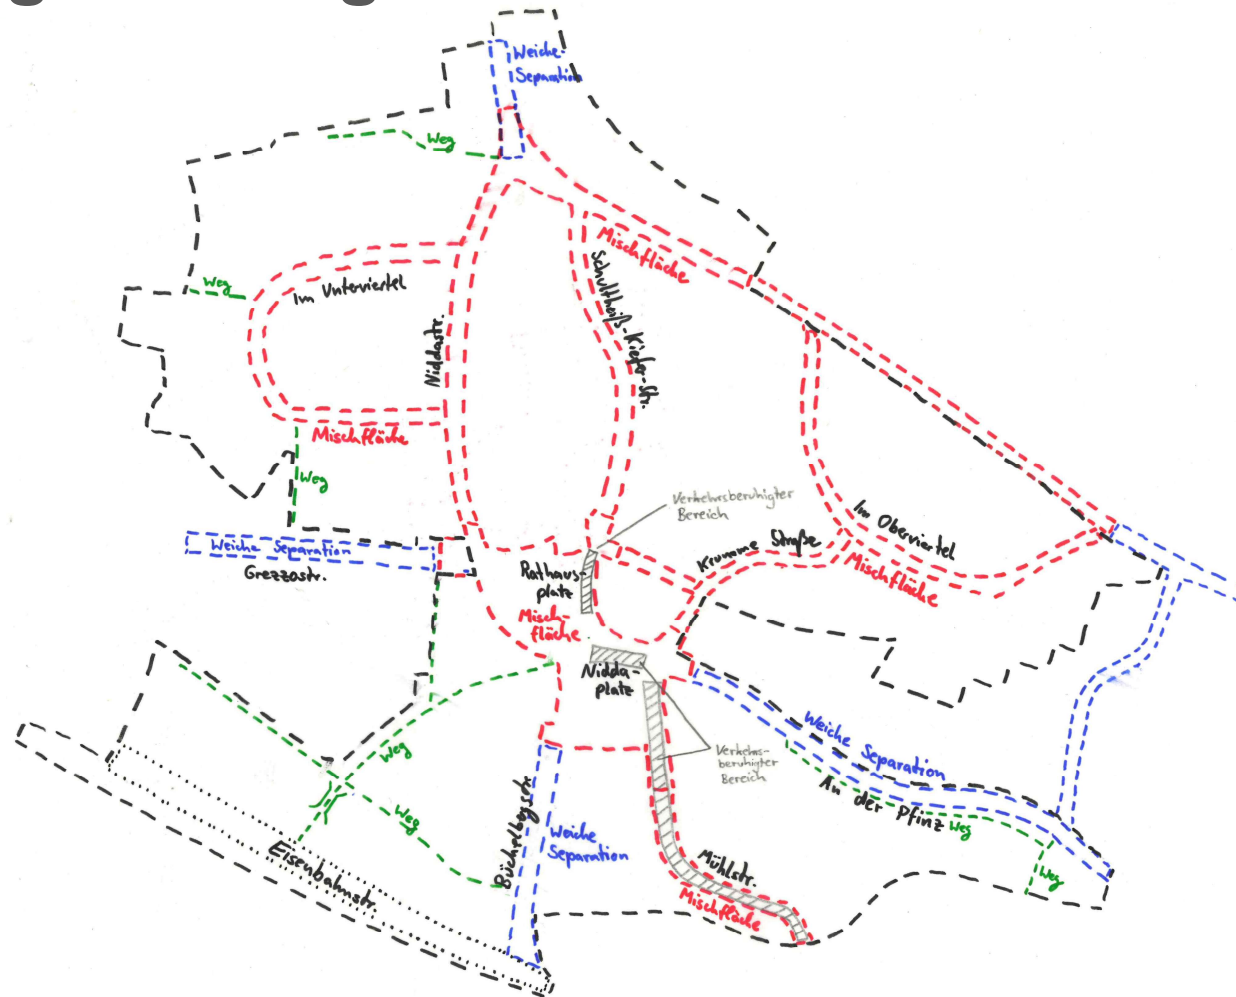 Weiche
Separation
Weg
Mischfläche
Schultheiß-Kiefer-Str.
Weg
Im Unterviertel
Niddastr.
Mischfläche
Weg
Verkehrsberuhigter
Bereich
Weiche Separation
Grezzostr.
Im Oberviertel
Krumme Straße
Mischfläche
Rathaus-
platz
Misch-
fläche
Nidda-
platz
Weiche Separation
Verkehrs-
beruhigter
Bereich
Weg
An der Pfinz
Weg
Weg
Büchelbergstr.
Weiche
Separation
Eisenbahnstr.
Mühlstr.
Mischfläche
Weg